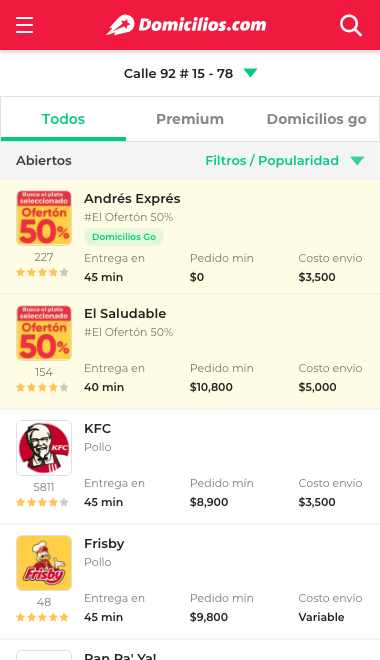 Domicilios.com
Calle 92 # 15 - 78
Todos Premium Domicilios go
Abiertos Filtros / Popularidad
Busca el plato
seleccionado
Ofertón
50%
227
Andrés Exprés
#El Ofertón 50%
Domicilios Go
Entrega en Pedido mín Costo envío
45 min $0 $3,500
Busca el plato
seleccionado
Ofertón
50%
154
El Saludable
#El Ofertón 50%
Entrega en Pedido mín Costo envío
40 min $10,800 $5,000
KFC
5811
KFC
Pollo
Entrega en Pedido mín Costo envío
45 min $8,900 $3,500
Frisby
48
Frisby
Pollo
Entrega en Pedido mín Costo envío
45 min $9,800 Variable
Pan Pa' Ya!